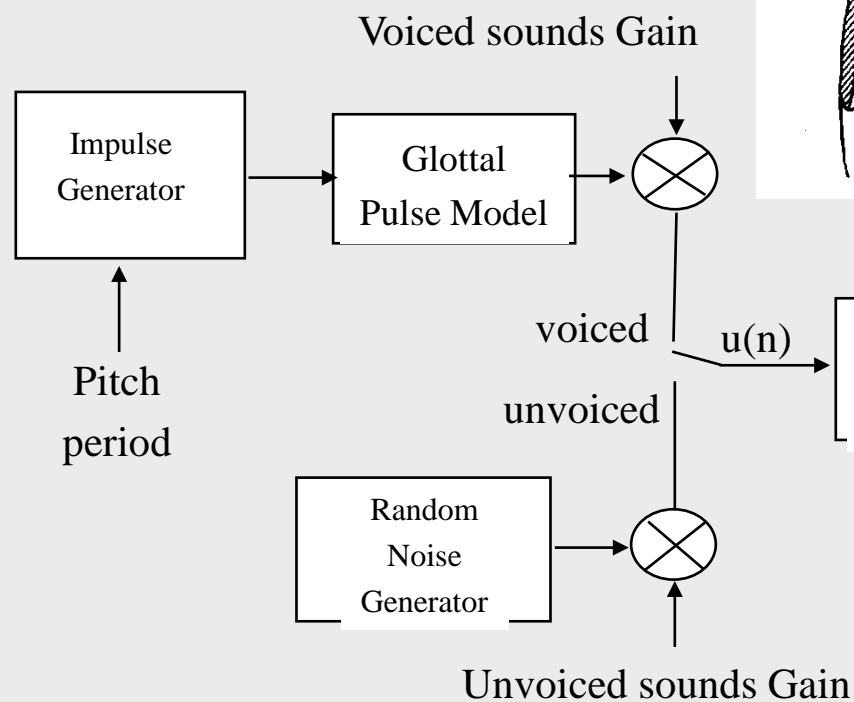 Voiced sounds Gain
Impulse
Generator
Glottal
Pulse Model
voiced
u(n)
unvoiced
Pitch
period
Random
Noise
Generator
Unvoiced sounds Gain